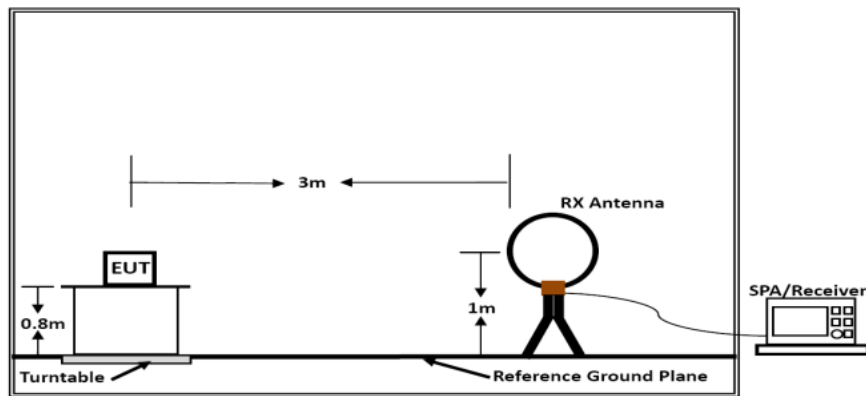 3m
RX Antenna
EUT
SPA/Receiver
0.8m
1m
Turntable
Reference Ground Plane